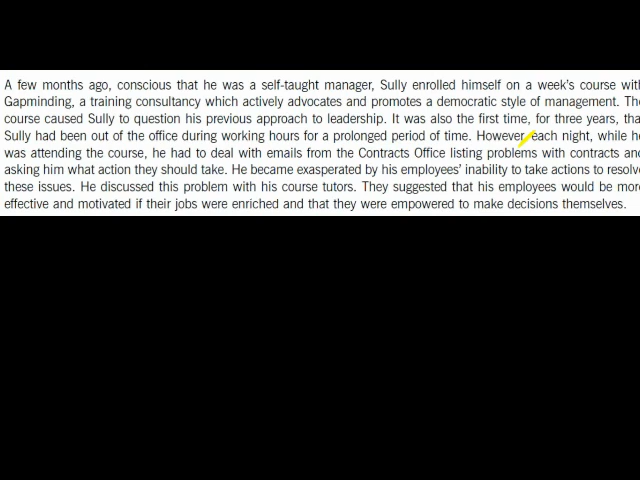 A few months ago, conscious that he was a self-taught manager, Sully enrolled himself on a week's course wit
Gapminding, a training consultancy which actively advocates and promotes a democratic style of management. Th
course caused Sully to question his previous approach to leadership. It was also the first time, for three years, tha
Sully had been out of the office during working hours for a prolonged period of time. However, each night, while h
was attending the course, he had to deal with emails from the Contracts Office listing problems with contracts an
asking him what action they should take. He became exasperated by his employees' inability to take actions to resolv
these issues. He discussed this problem with his course tutors. They suggested that his employees would be mor
effective and motivated if their jobs were enriched and that they were empowered to make decisions themselves.